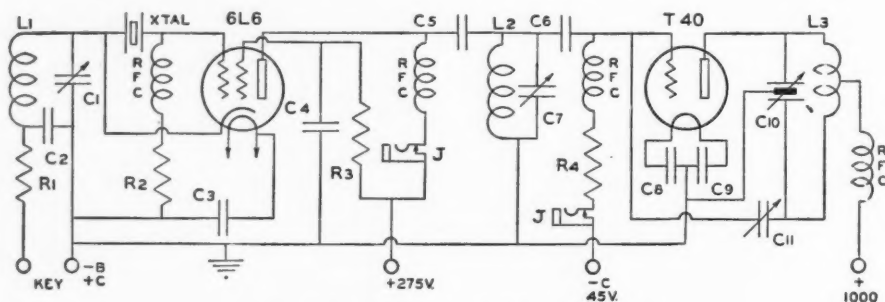 L1
XTAL
6L6
C5
L2
C6
T 40
L3
R
F
C
C1
C2
R1
R2
C3
C4
R3
R
F
C
J
C7
R
F
C
R4
J
C8
C9
C10
C11
R
F
C
KEY
-B
+C
+275V.
-C
45V.
+
1000